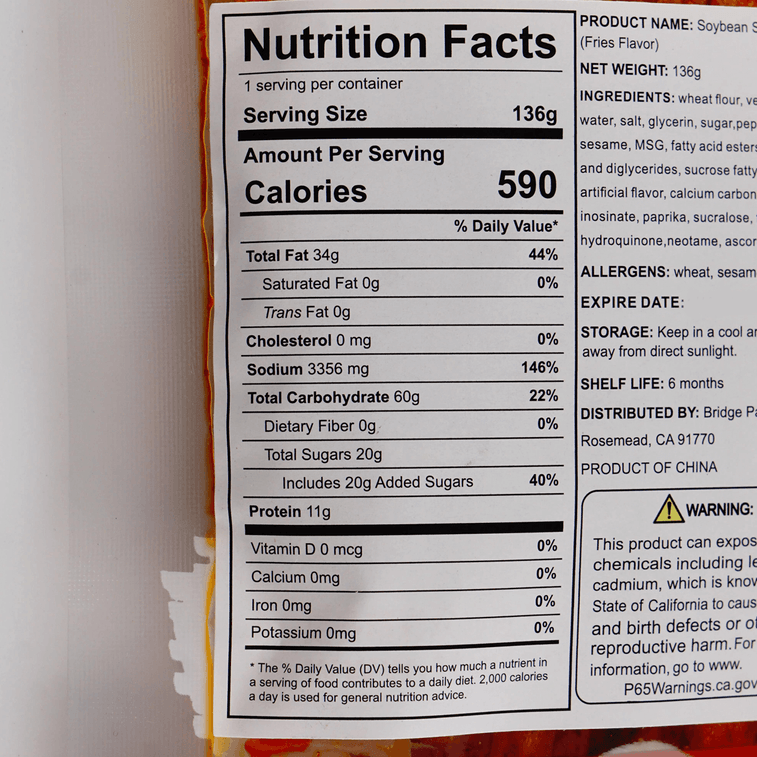 Nutrition Facts
1 serving per container
Serving Size 136g
Amount Per Serving
Calories 590
% Daily Value*
Total Fat 34g 44%
Saturated Fat 0g 0%
Trans Fat 0g
Cholesterol 0 mg 0%
Sodium 3356 mg 146%
Total Carbohydrate 60g 22%
Dietary Fiber 0g 0%
Total Sugars 20g
Includes 20g Added Sugars 40%
Protein 11g
Vitamin D 0 mcg 0%
Calcium 0mg 0%
Iron 0mg 0%
Potassium 0mg 0%
* The % Daily Value (DV) tells you how much a nutrient in
a serving of food contributes to a daily diet. 2,000 calories
a day is used for general nutrition advice.
PRODUCT NAME: Soybean
(Fries Flavor)
NET WEIGHT: 136g
INGREDIENTS: wheat flour,
water, salt, glycerin, sugar,
sesame, MSG, fatty acid esters
and diglycerides, sucrose fatty
artificial flavor, calcium
inosinate, paprika, sucralose,
hydroquinone,neotame,
ALLERGENS: wheat,
EXPIRE DATE:
STORAGE: Keep in a cool
away from direct sunlight.
SHELF LIFE: 6 months
DISTRIBUTED BY: Bridge
Rosemead, CA 91770
PRODUCT OF CHINA
WARNING:
This product can
chemicals including
cadmium, which is
State of California to
and birth defects or
reproductive harm. For
information, go to www.
P65Warnings.ca.gov